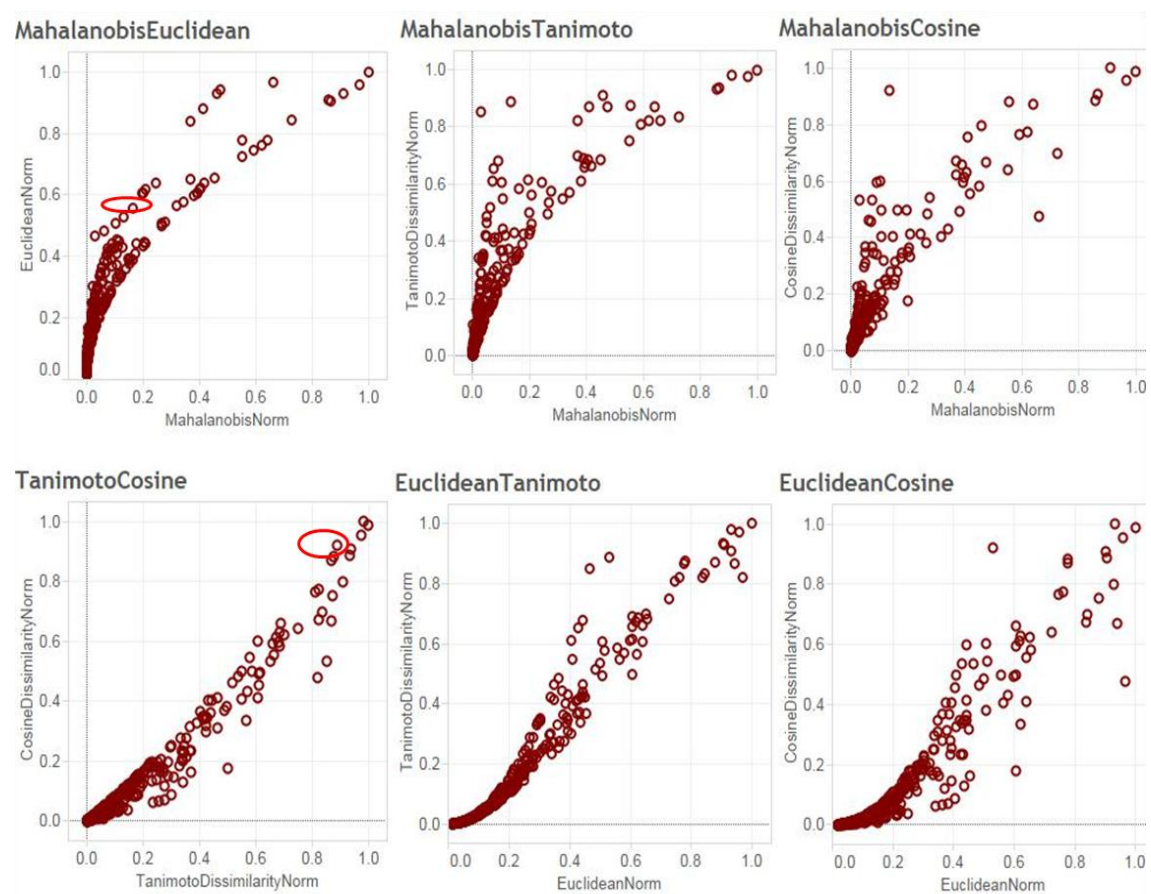 MahalanobisEuclidean
EuclideanNorm
1.0
0.8
0.6
0.4
0.2
0.0
0.0 0.2 0.4 0.6 0.8 1.0
MahalanobisNorm
MahalanobisTanimoto
TanimotoDissimilarityNorm
1.0
0.8
0.6
0.4
0.2
0.0
0.0 0.2 0.4 0.6 0.8 1.0
MahalanobisNorm
MahalanobisCosine
CosineDissimilarityNorm
1.0
0.8
0.6
0.4
0.2
0.0
0.0 0.2 0.4 0.6 0.8 1.0
MahalanobisNorm
TanimotoCosine
CosineDissimilarityNorm
1.0
0.8
0.6
0.4
0.2
0.0
0.0 0.2 0.4 0.6 0.8 1.0
TanimotoDissimilarityNorm
EuclideanTanimoto
TanimotoDissimilarityNorm
1.0
0.8
0.6
0.4
0.2
0.0
0.0 0.2 0.4 0.6 0.8 1.0
EuclideanNorm
EuclideanCosine
CosineDissimilarityNorm
1.0
0.8
0.6
0.4
0.2
0.0
0.0 0.2 0.4 0.6 0.8 1.0
EuclideanNorm